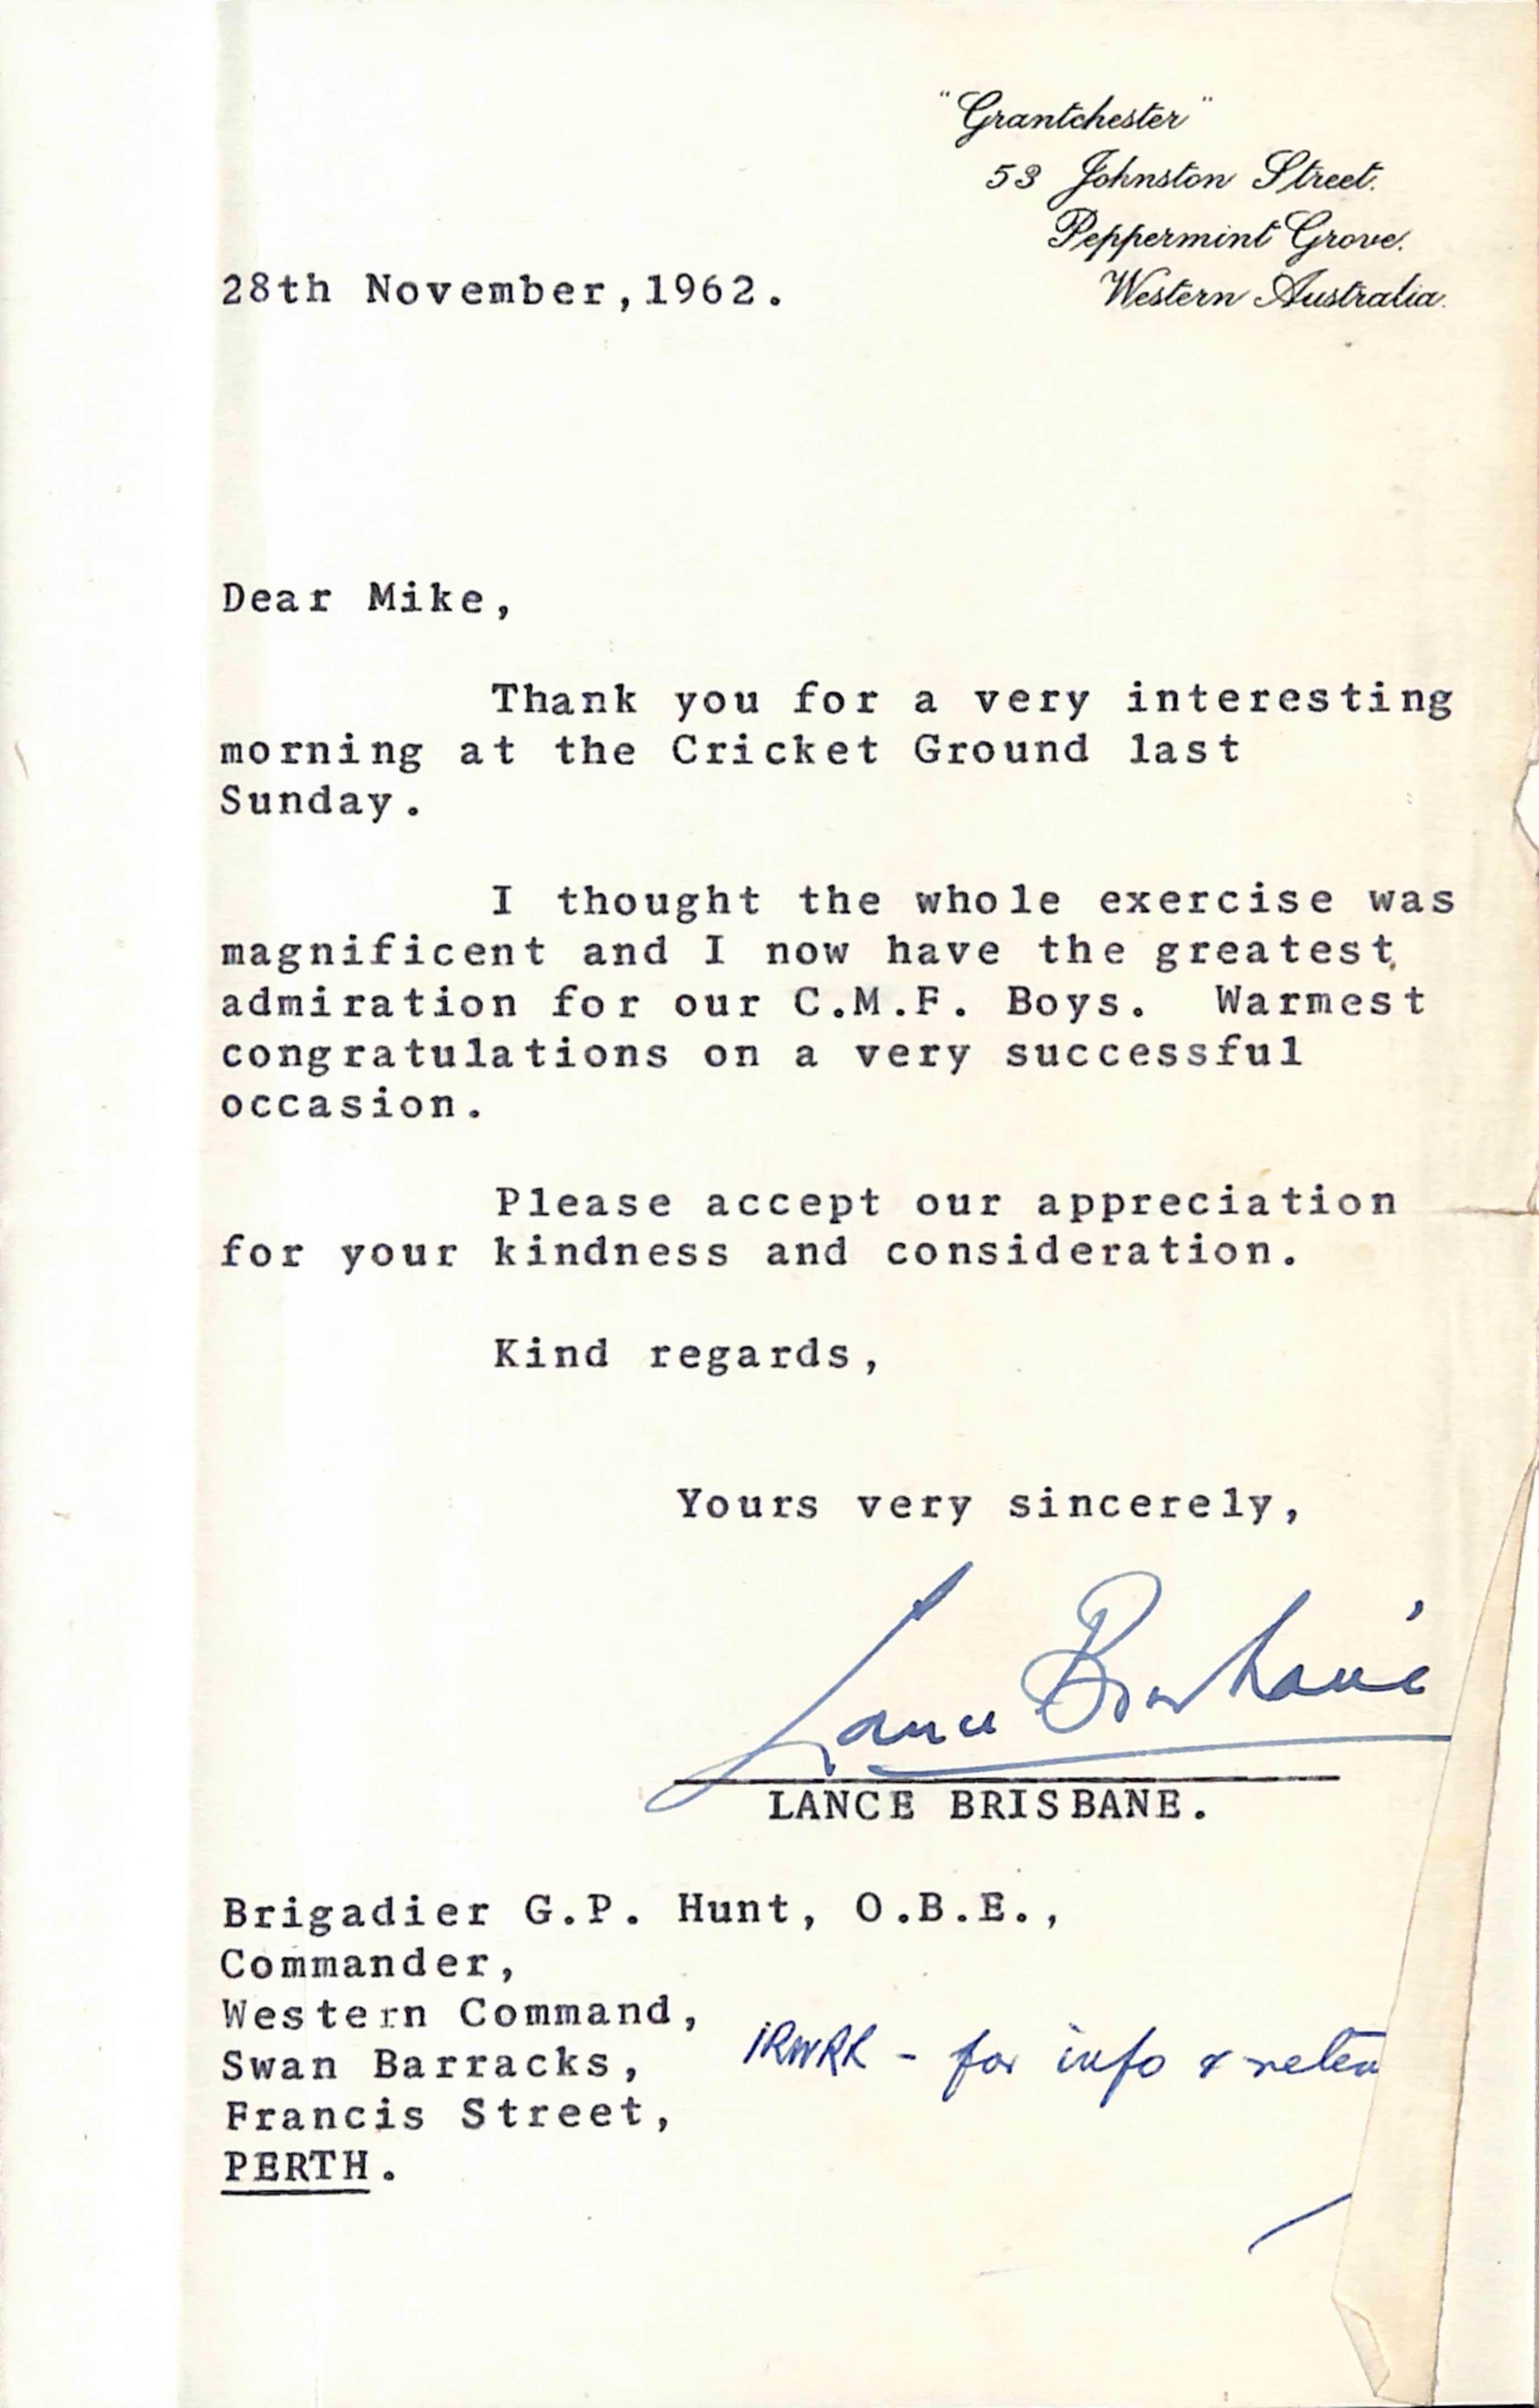 "Grantchester"
53 Johnston Street.
Peppermint Grove.
Western Australia.
28th November,1962.
Dear Mike,
Thank you for a very interesting
morning at the Cricket Ground last
Sunday.
I thought the whole exercise was
magnificent and I now have the greatest
admiration for our C.M.F. Boys. Warmest
congratulations on a very successful
occasion.
Please accept our appreciation
for your kindness and consideration.
Kind regards,
Yours very sincerely,
Lance Brisbane
LANCE BRISBANE.
Brigadier G.P. Hunt, O.B.E.,
Commander,
Western Command,
Swan Barracks,
Francis Street,
PERTH.
- for info &